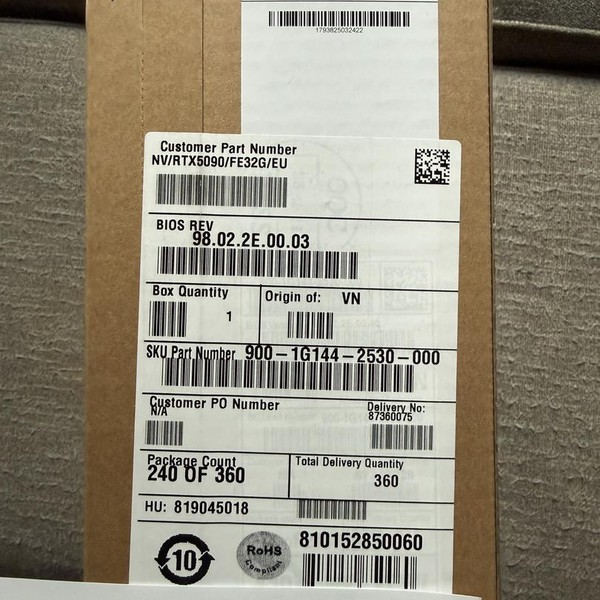 1793825032422
Customer Part Number
NV/RTX5090/FE32G/EU
BIOS REV
98.02.2E.00.03
Box Quantity
1
Origin of: VN
SKU Part Number 900-1G144-2530-000
Customer PO Number
N/A
Delivery No:
87360075
Package Count
240 OF 360
Total Delivery Quantity
360
HU: 819045018
10
RoHS
Compliant
810152850060